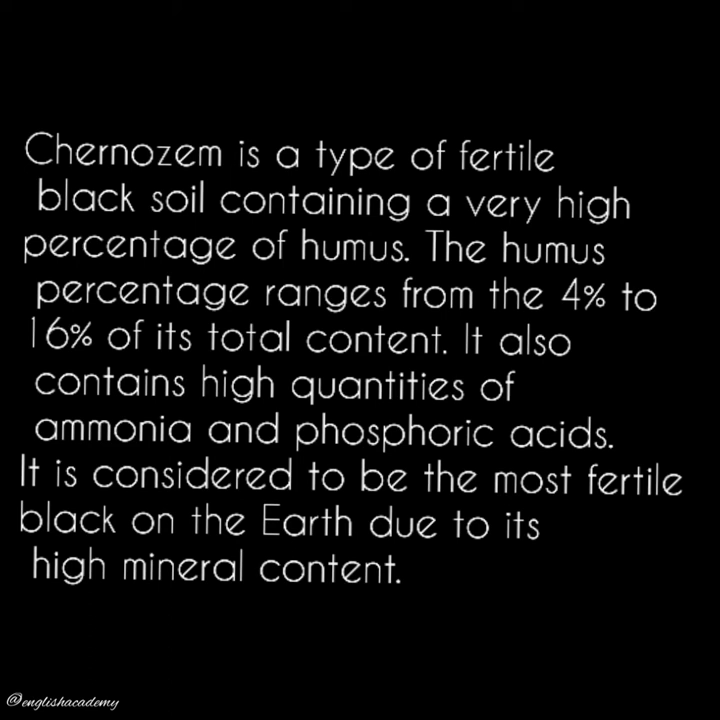 Chernozem is a type of fertile
black soil containing a very high
percentage of humus. The humus
percentage ranges from the 4% to
16% of its total content. It also
contains high quantities of
ammonia and phosphoric acids.
It is considered to be the most fertile
black on the Earth due to its
high mineral content.
@englishacademy